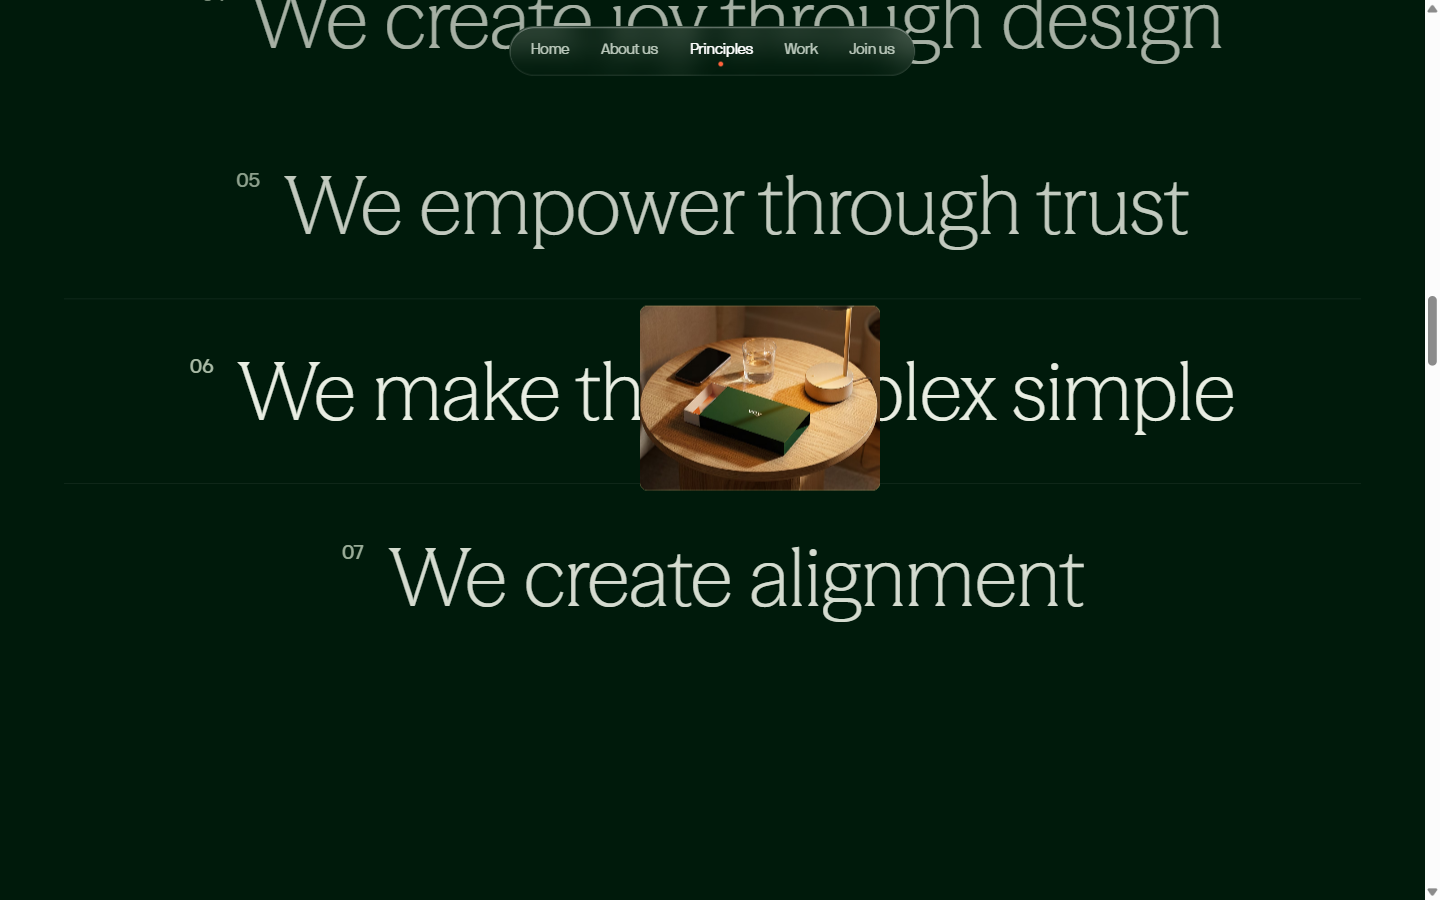 We create joy through design
Home About us Principles Work Join us
05 We empower through trust
06 We make th plex simple
07 We create alignment